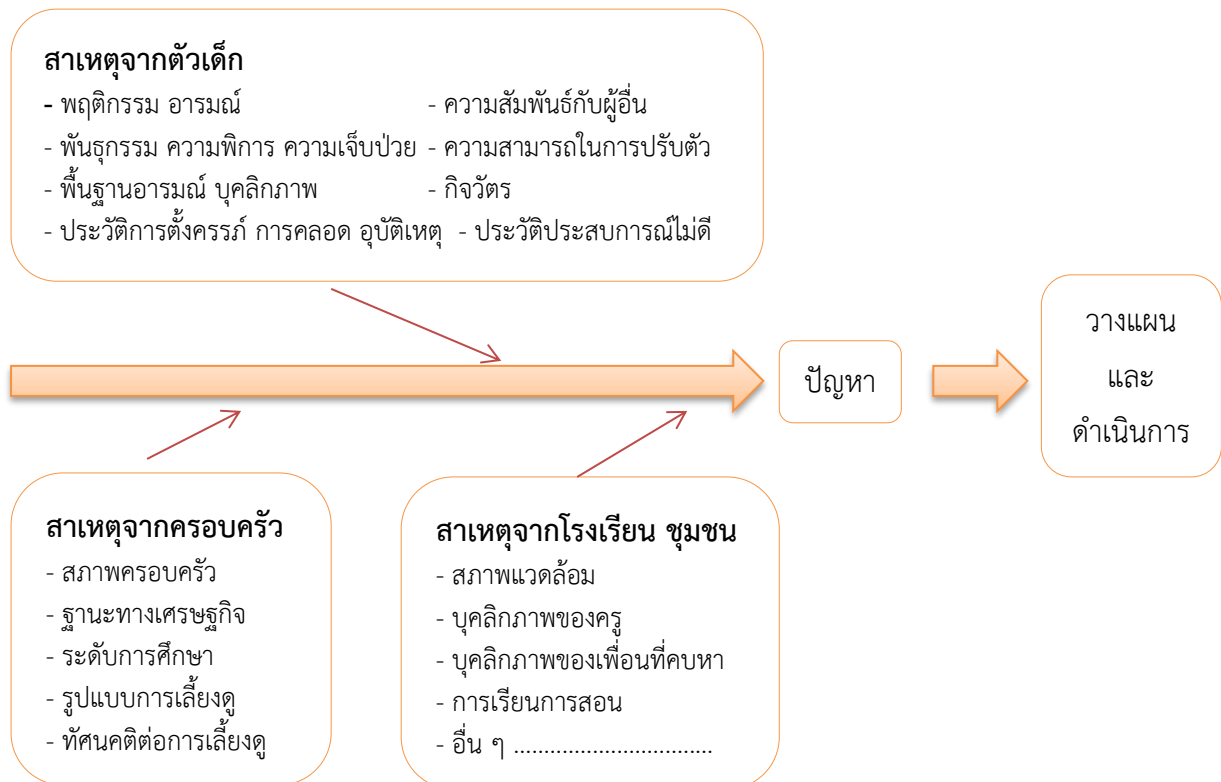 สาเหตุจากตัวเด็ก
- พฤติกรรม อารมณ์ - ความสัมพันธ์กับผู้อื่น
- พันธุกรรม ความพิการ ความเจ็บป่วย - ความสามารถในการปรับตัว
- พื้นฐานอารมณ์ บุคลิกภาพ - กิจวัตร
- ประวัติการตั้งครรภ์ การคลอด อุบัติเหตุ - ประวัติประสบการณ์ไม่ดี
ปัญหา
วางแผน
และ
ดำเนินการ
สาเหตุจากครอบครัว
- สภาพครอบครัว
- ฐานะทางเศรษฐกิจ
- ระดับการศึกษา
- รูปแบบการเลี้ยงดู
- ทัศนคติต่อการเลี้ยงดู
สาเหตุจากโรงเรียน ชุมชน
- สภาพแวดล้อม
- บุคลิกภาพของครู
- บุคลิกภาพของเพื่อนที่คบหา
- การเรียนการสอน
- อื่น ๆ .................................